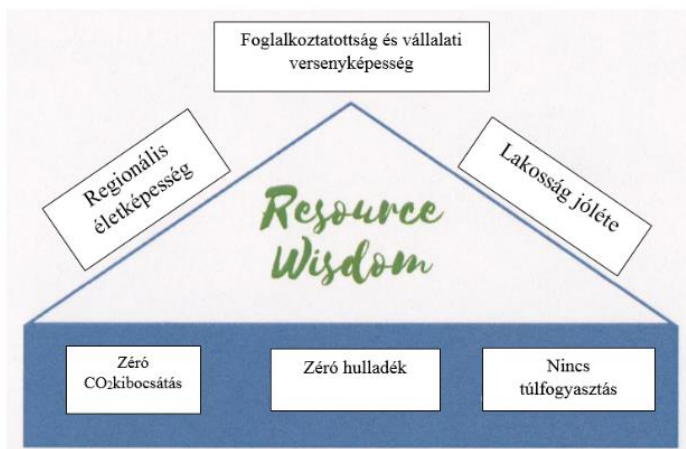 Foglalkoztatottság és vállalati
versenyképesség
Regionális
életképesség
Lakosság jóléte
Resource
Wisdom
Zéró
CO₂kibocsátás
Zéró hulladék
Nincs
túlfogyasztás